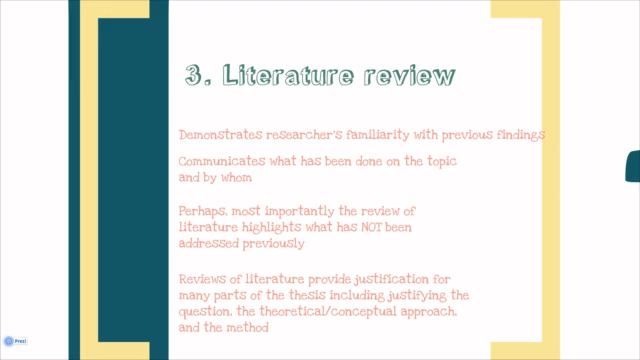 3. Literature review
Demonstrates researcher's familiarity with previous findings
Communicates what has been done on the topic
and by whom
Perhaps, most importantly the review of
literature highlights what has NOT been
addressed previously
Reviews of literature provide justification for
many parts of the thesis including justifying the
question, the theoretical/conceptual approach,
and the method
Prezi